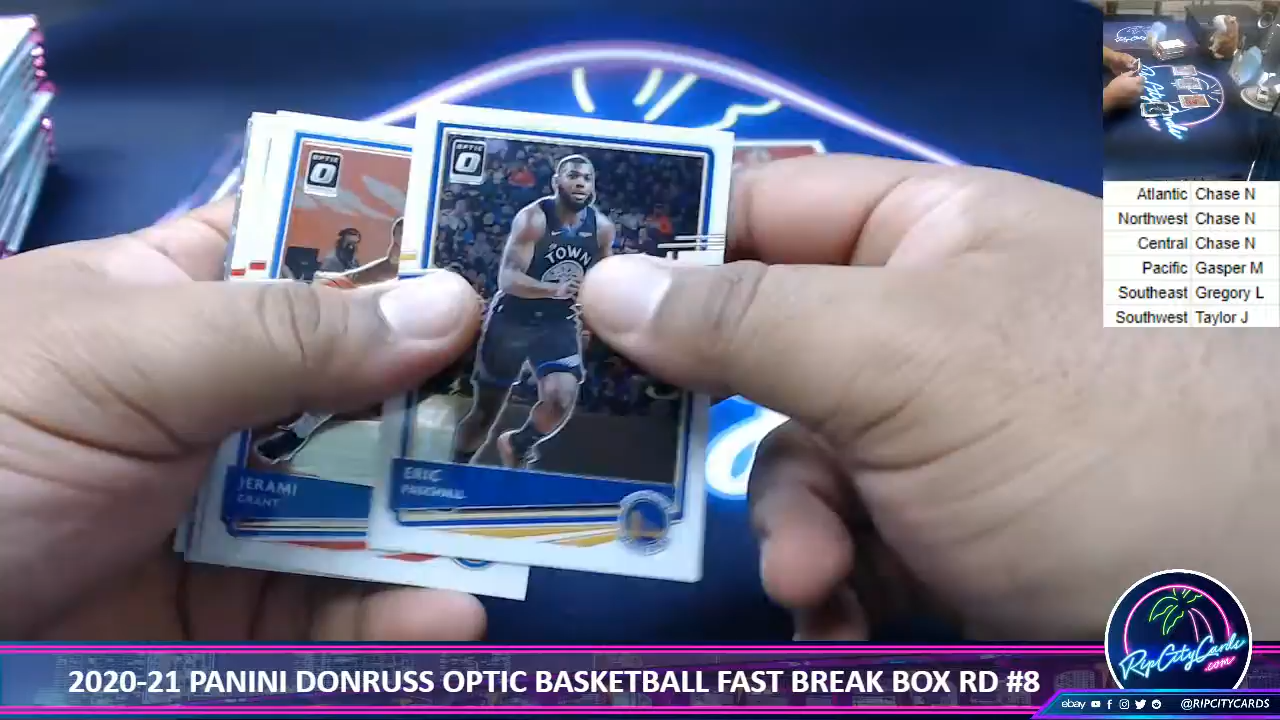 OPTIC
OPTIC
TOWN
JERAMI
GRANT
ERIC
PASCHALL
Atlantic Chase N
Northwest Chase N
Central Chase N
Pacific Gasper M
Southeast Gregory L
Southwest Taylor J
2020-21 PANINI DONRUSS OPTIC BASKETBALL FAST BREAK BOX RD #8
RipCityCards
.com
ebay @RIPCITYCARDS